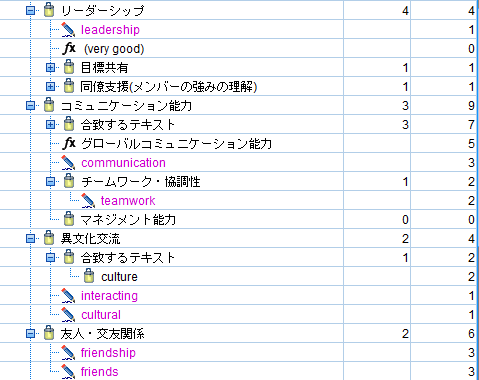 リーダーシップ 4 4
leadership 1
fx (very good) 0
目標共有 1 1
同僚支援(メンバーの強みの理解) 1 1
コミュニケーション能力 3 9
合致するテキスト 3 7
fx グローバルコミュニケーション能力 5
communication 3
チームワーク・協調性 1 2
teamwork 2
マネジメント能力 0 0
異文化交流 2 4
合致するテキスト 1 2
culture 2
interacting 1
cultural 1
友人・交友関係 2 6
friendship 3
friends 3